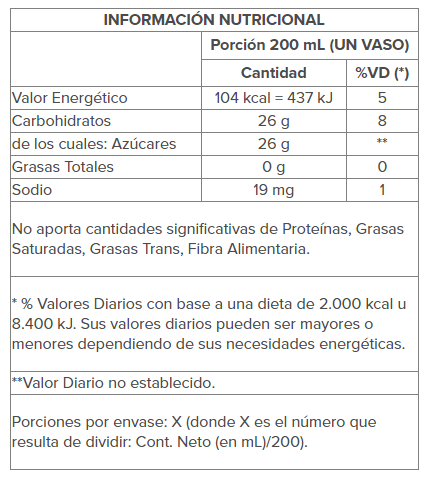 INFORMACIÓN NUTRICIONAL
Porción 200 mL (UN VASO)
Cantidad %VD (*)
Valor Energético 104 kcal = 437 kJ 5
Carbohidratos 26 g 8
de los cuales: Azúcares 26 g **
Grasas Totales 0 g 0
Sodio 19 mg 1
No aporta cantidades significativas de Proteínas, Grasas
Saturadas, Grasas Trans, Fibra Alimentaria.
* % Valores Diarios con base a una dieta de 2.000 kcal u
8.400 kJ. Sus valores diarios pueden ser mayores o
menores dependiendo de sus necesidades energéticas.
**Valor Diario no establecido.
Porciones por envase: X (donde X es el número que
resulta de dividir: Cont. Neto (en mL)/200).